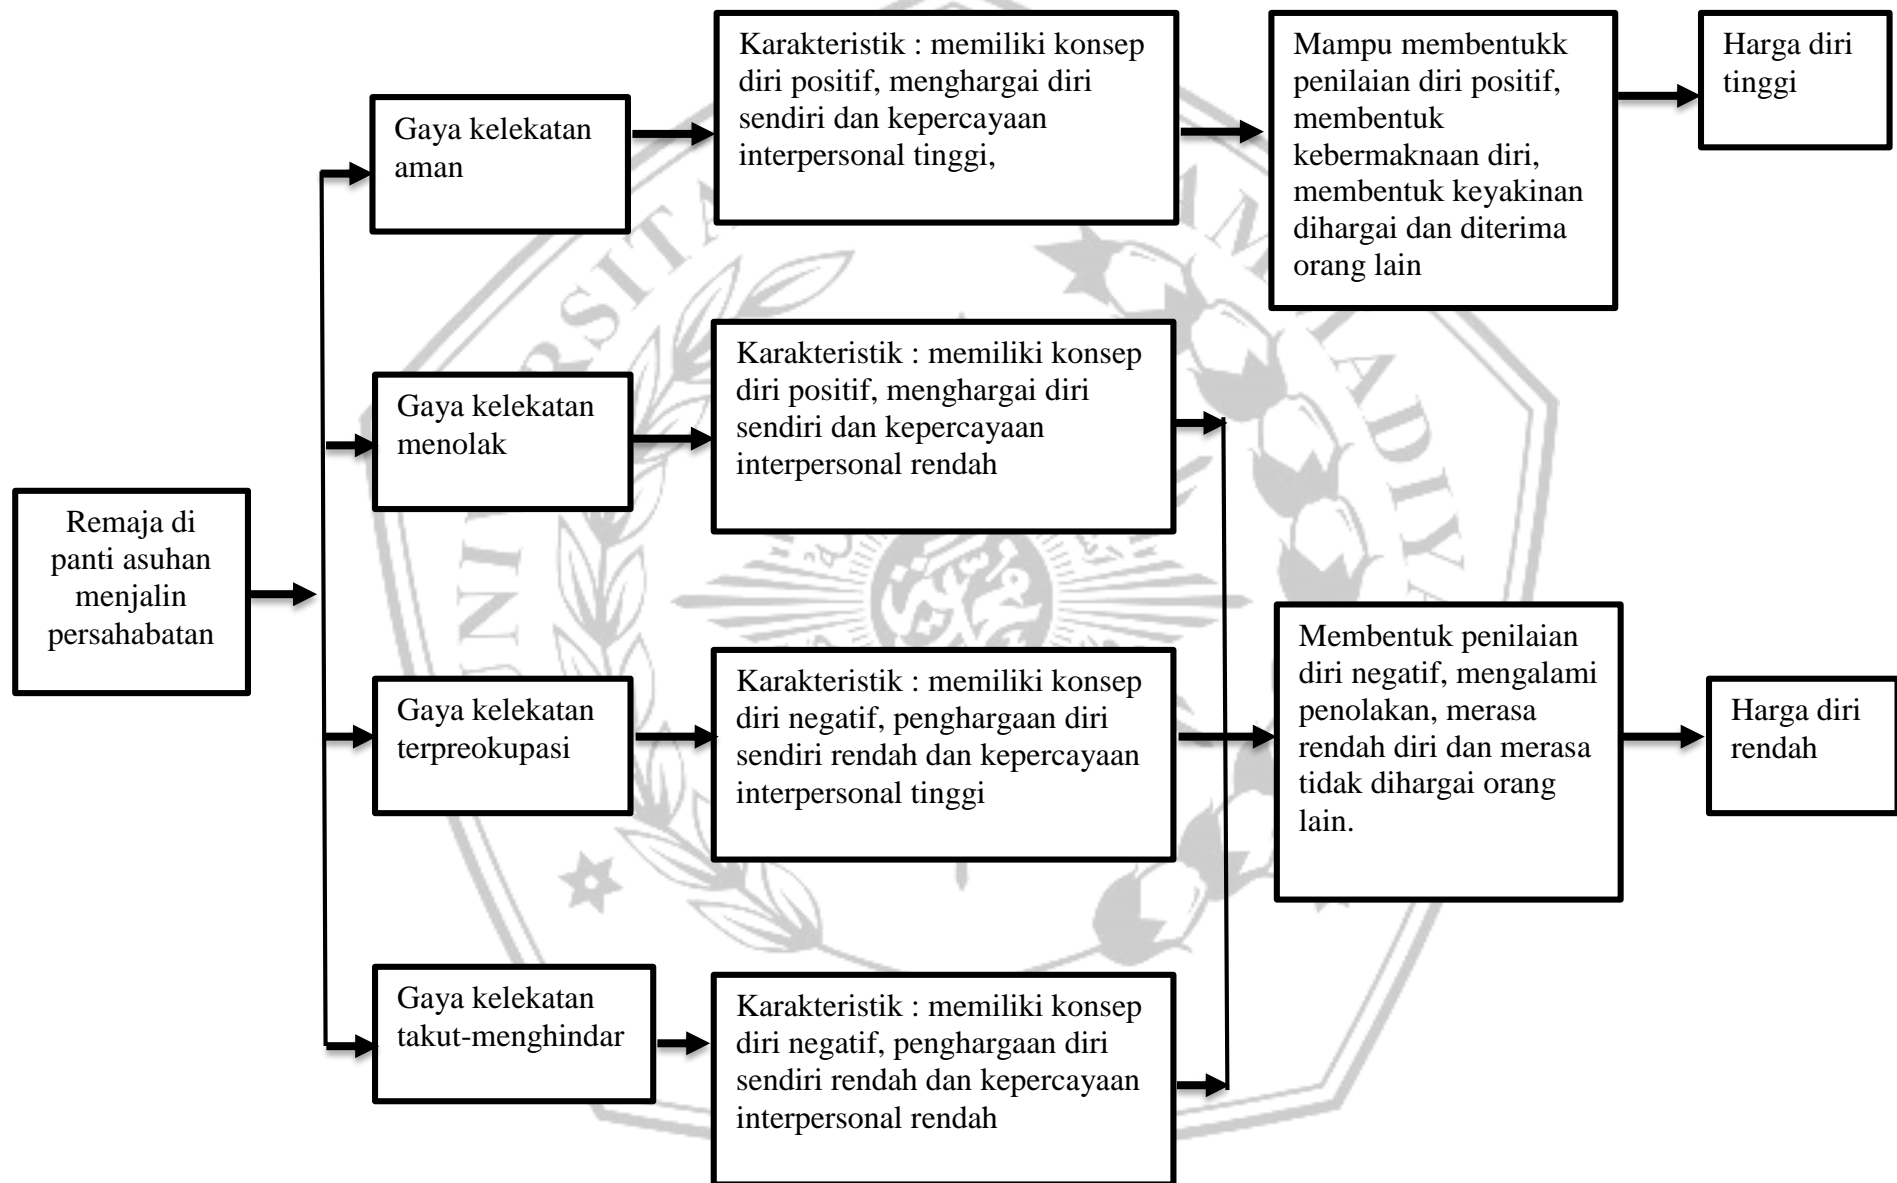 Karakteristik : memiliki konsep
diri positif, menghargai diri
sendiri dan kepercayaan
interpersonal tinggi,
Mampu membentukk
penilaian diri positif,
membentuk
kebermaknaan diri,
membentuk keyakinan
dihargai dan diterima
orang lain
Harga diri
tinggi
Gaya kelekatan
aman
Karakteristik : memiliki konsep
diri positif, menghargai diri
sendiri dan kepercayaan
interpersonal rendah
Gaya kelekatan
menolak
Remaja di
panti asuhan
menjalin
persahabatan
Gaya kelekatan
terpreokupasi
Karakteristik : memiliki konsep
diri negatif, penghargaan diri
sendiri rendah dan kepercayaan
interpersonal tinggi
Membentuk penilaian
diri negatif, mengalami
penolakan, merasa
rendah diri dan merasa
tidak dihargai orang
lain.
Harga diri
rendah
Gaya kelekatan
takut-menghindar
Karakteristik : memiliki konsep
diri negatif, penghargaan diri
sendiri rendah dan kepercayaan
interpersonal rendah